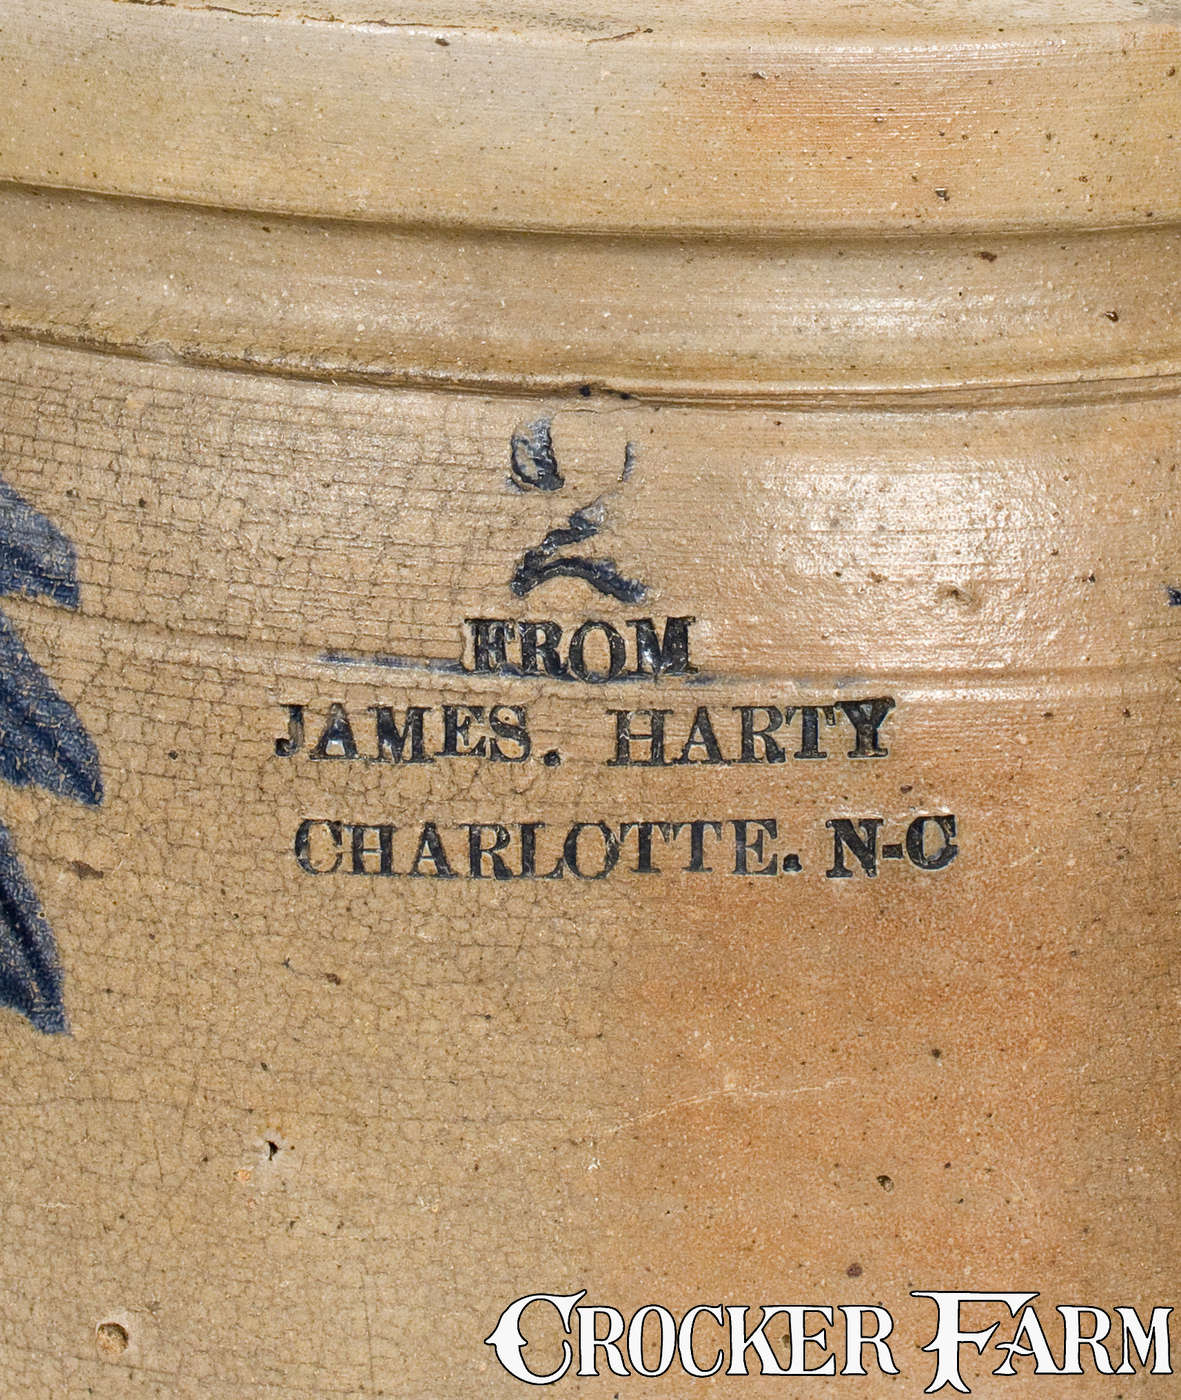 2
FROM
JAMES. HARTY
CHARLOTTE. N-C
CROCKER FARM